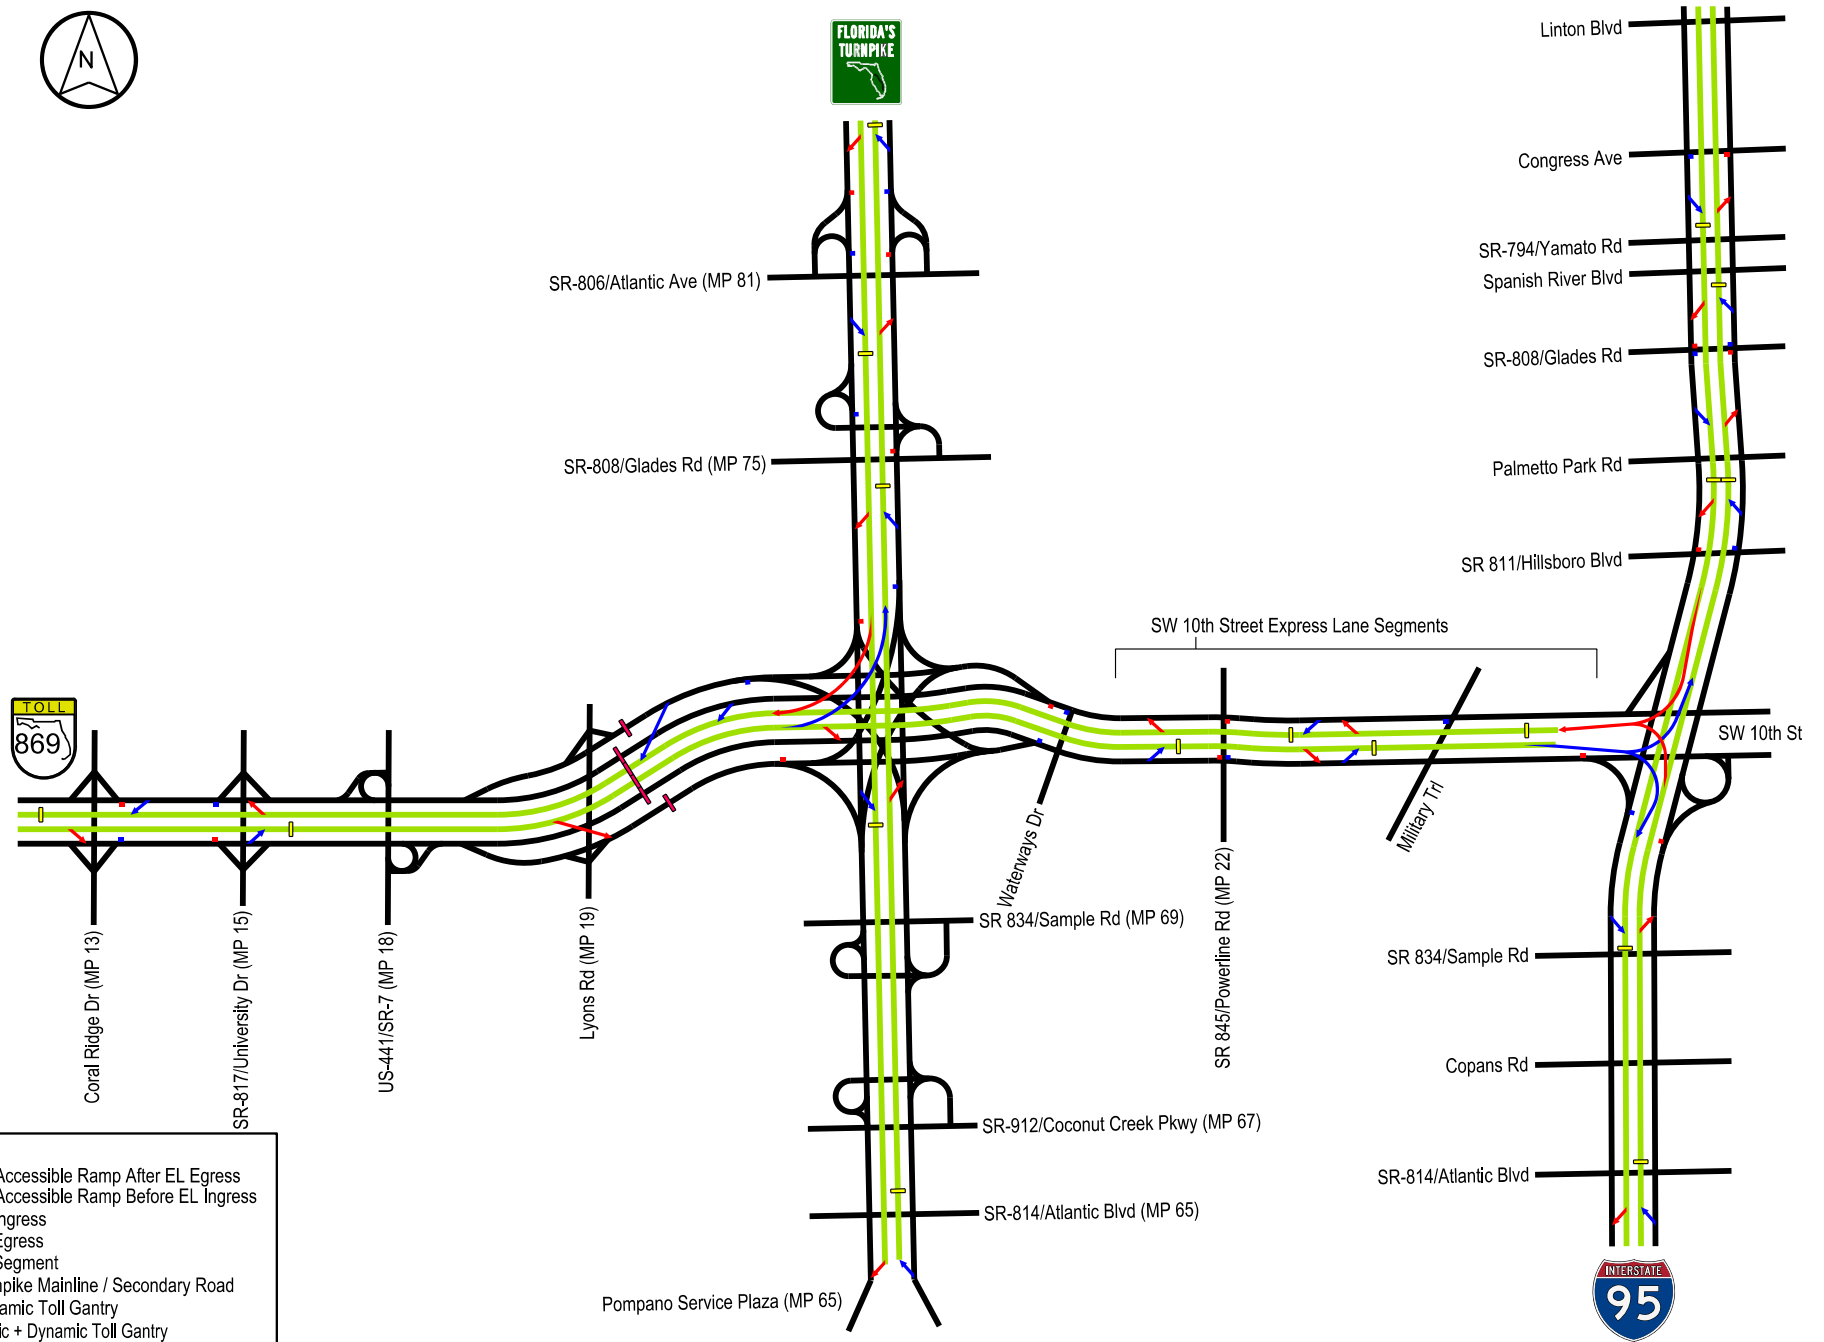 N
FLORIDA'S
TURNPIKE
Linton Blvd
Congress Ave
SR-794/Yamato Rd
Spanish River Blvd
SR-806/Atlantic Ave (MP 81)
SR-808/Glades Rd
SR-808/Glades Rd (MP 75)
Palmetto Park Rd
SR 811/Hillsboro Blvd
SW 10th Street Express Lane Segments
TOLL
869
SW 10th St
Military Trl
Waterways Dr
SR 845/Powerline Rd (MP 22)
Coral Ridge Dr (MP 13)
SR-817/University Dr (MP 15)
US-441/SR-7 (MP 18)
Lyons Rd (MP 19)
SR 834/Sample Rd (MP 69)
SR 834/Sample Rd
Copans Rd
SR-912/Coconut Creek Pkwy (MP 67)
SR-814/Atlantic Blvd
SR-814/Atlantic Blvd (MP 65)
Pompano Service Plaza (MP 65)
INTERSTATE
95
Accessible Ramp After EL Egress
Accessible Ramp Before EL Ingress
ngress
Egress
Segment
npike Mainline / Secondary Road
amic Toll Gantry
ic + Dynamic Toll Gantry